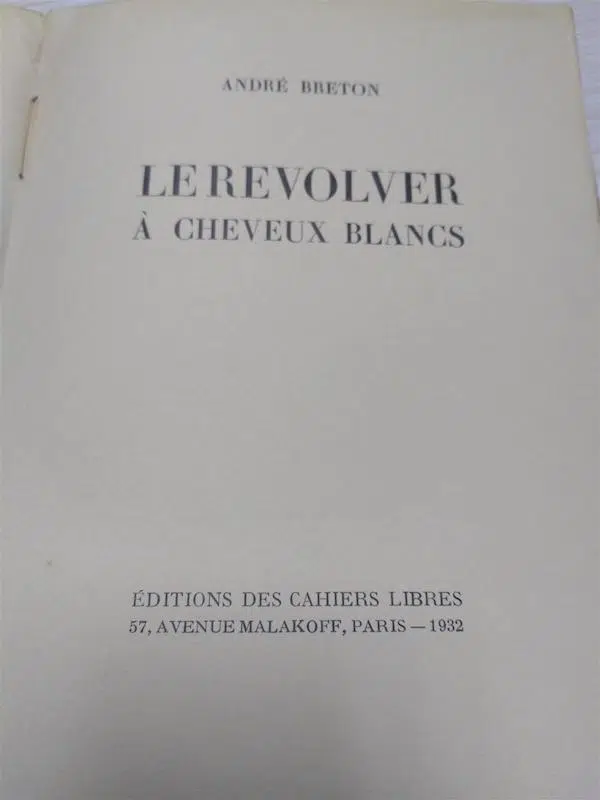 ANDRÉ BRETON
LE REVOLVER
À CHEVEUX BLANCS
ÉDITIONS DES CAHIERS LIBRES
57, AVENUE MALAKOFF, PARIS — 1932